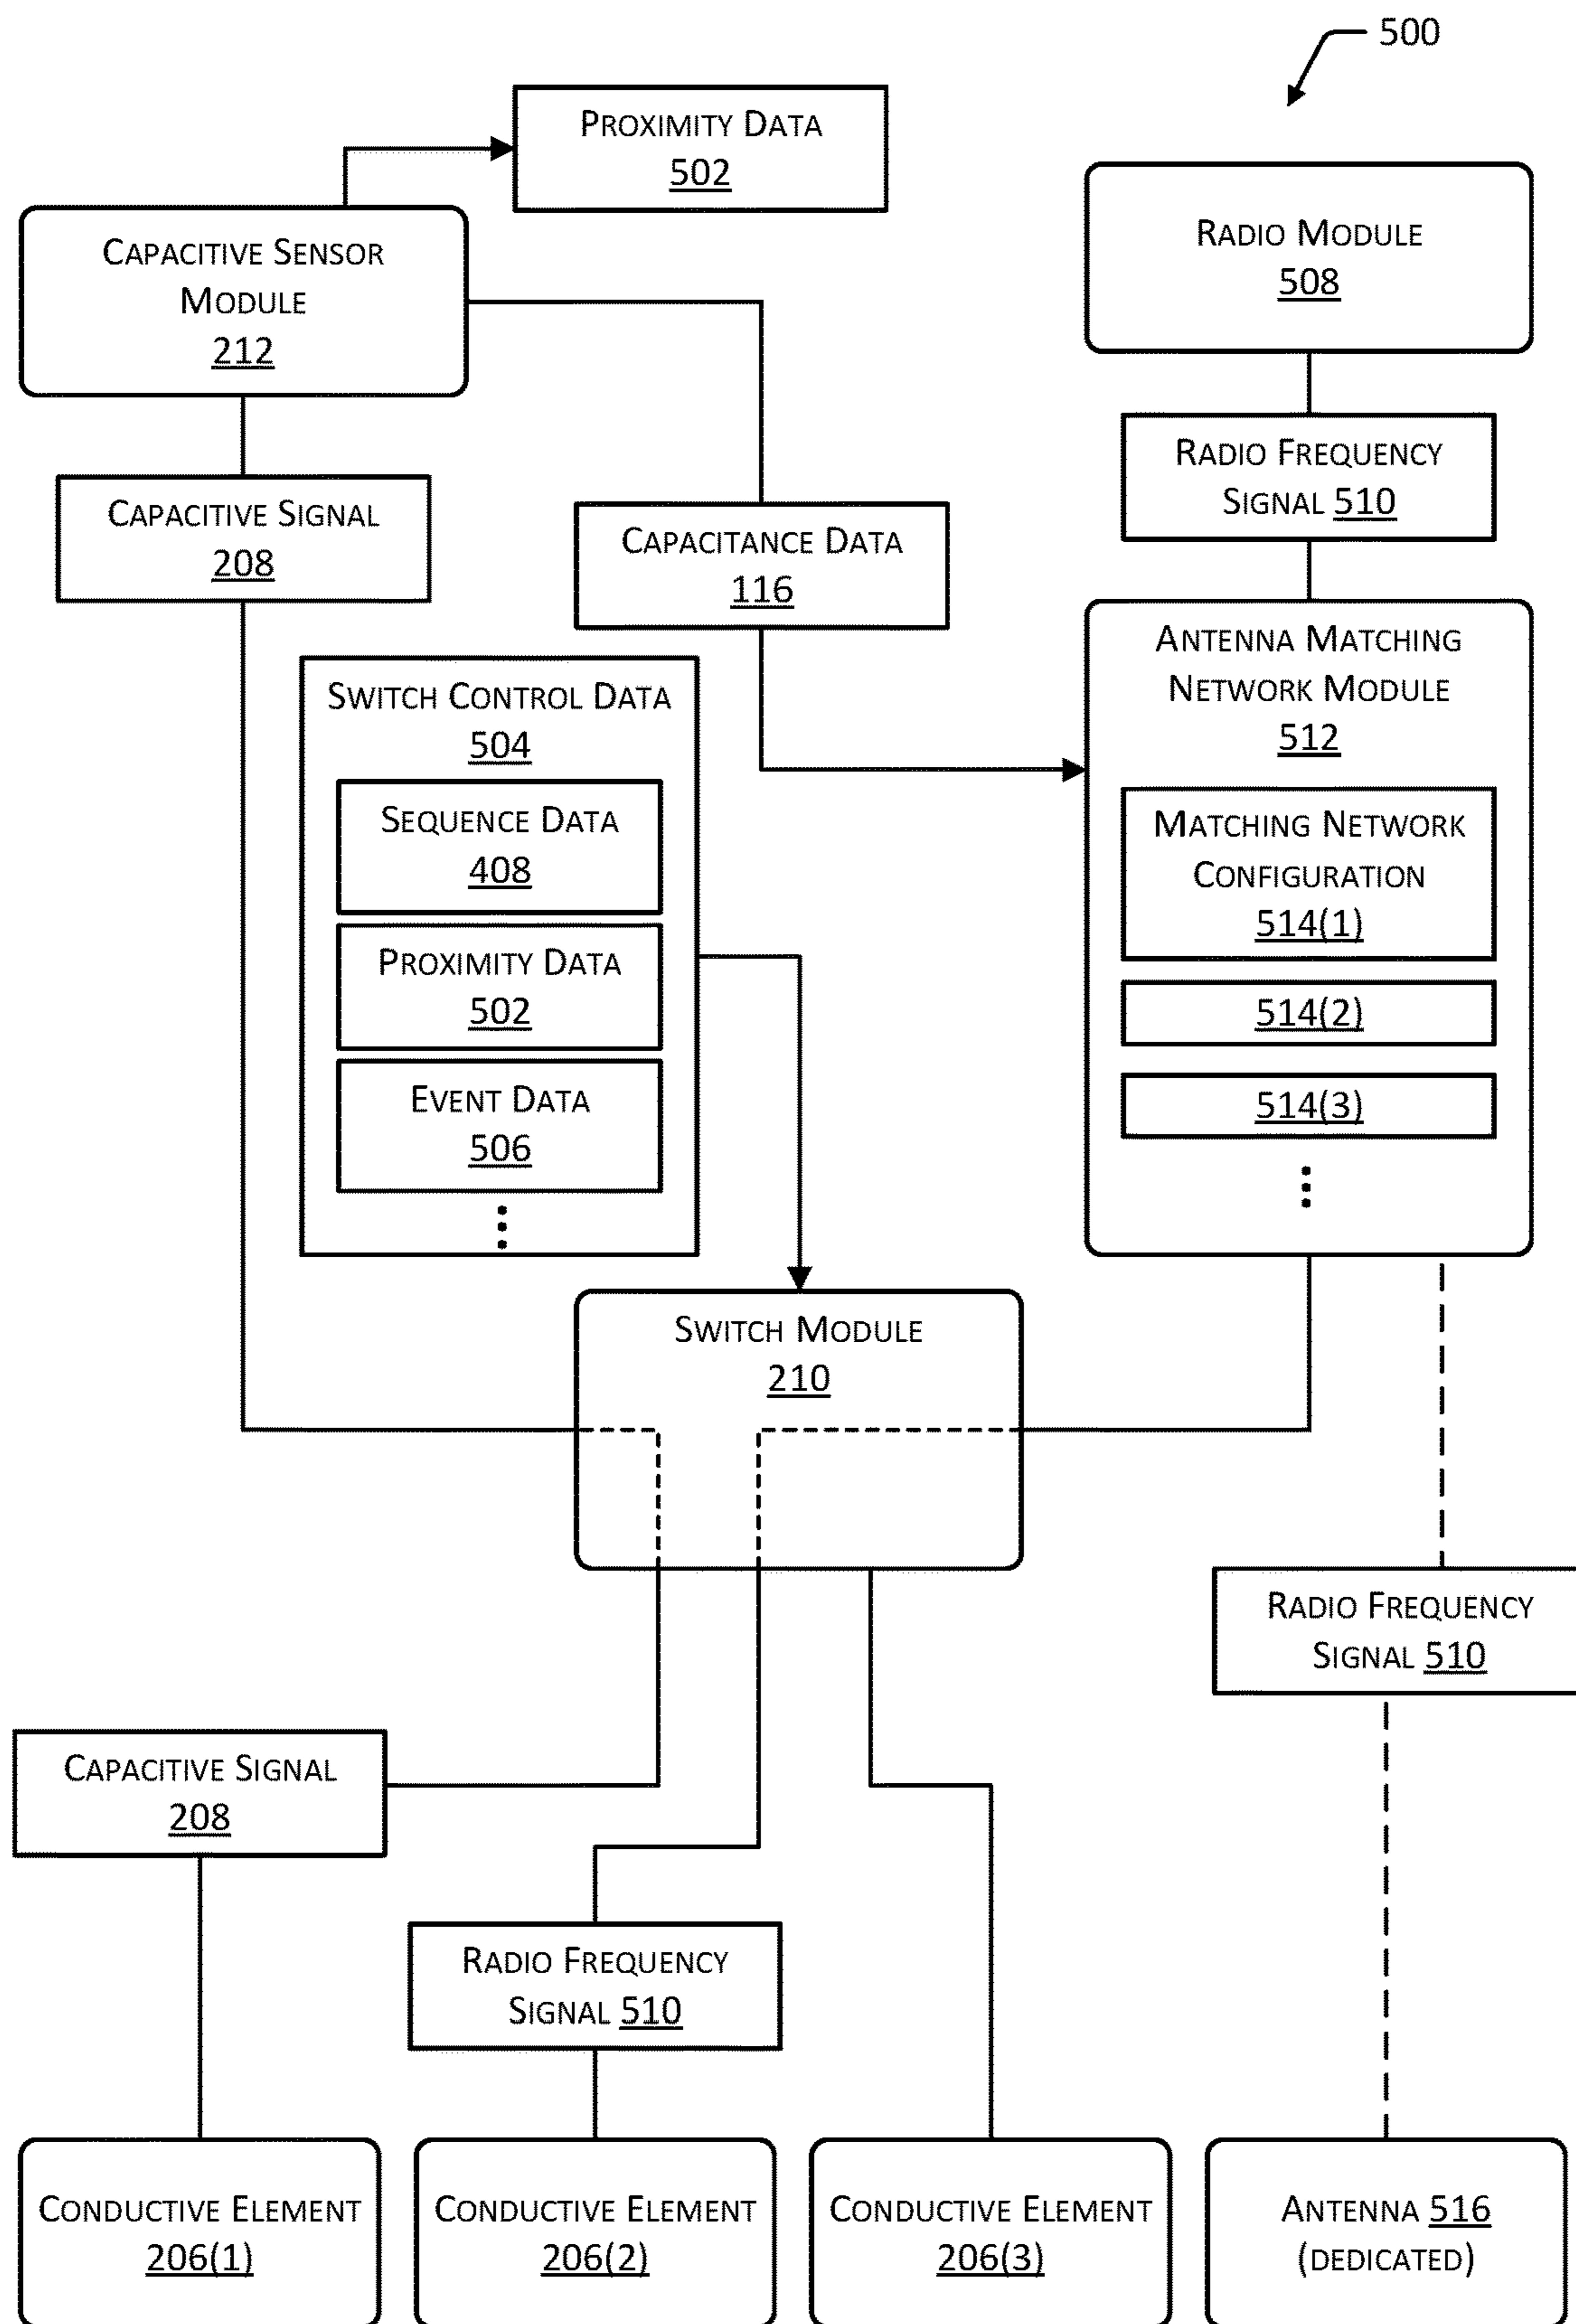 500
PROXIMITY DATA
502
CAPACITIVE SENSOR
MODULE
212
RADIO MODULE
508
RADIO FREQUENCY
SIGNAL 510
CAPACITIVE SIGNAL
208
CAPACITANCE DATA
116
ANTENNA MATCHING
NETWORK MODULE
512
MATCHING NETWORK
CONFIGURATION
514(1)
514(2)
514(3)
SWITCH CONTROL DATA
504
SEQUENCE DATA
408
PROXIMITY DATA
502
EVENT DATA
506
SWITCH MODULE
210
RADIO FREQUENCY
SIGNAL 510
CAPACITIVE SIGNAL
208
RADIO FREQUENCY
SIGNAL 510
CONDUCTIVE ELEMENT
206(1)
CONDUCTIVE ELEMENT
206(2)
CONDUCTIVE ELEMENT
206(3)
ANTENNA 516
(DEDICATED)